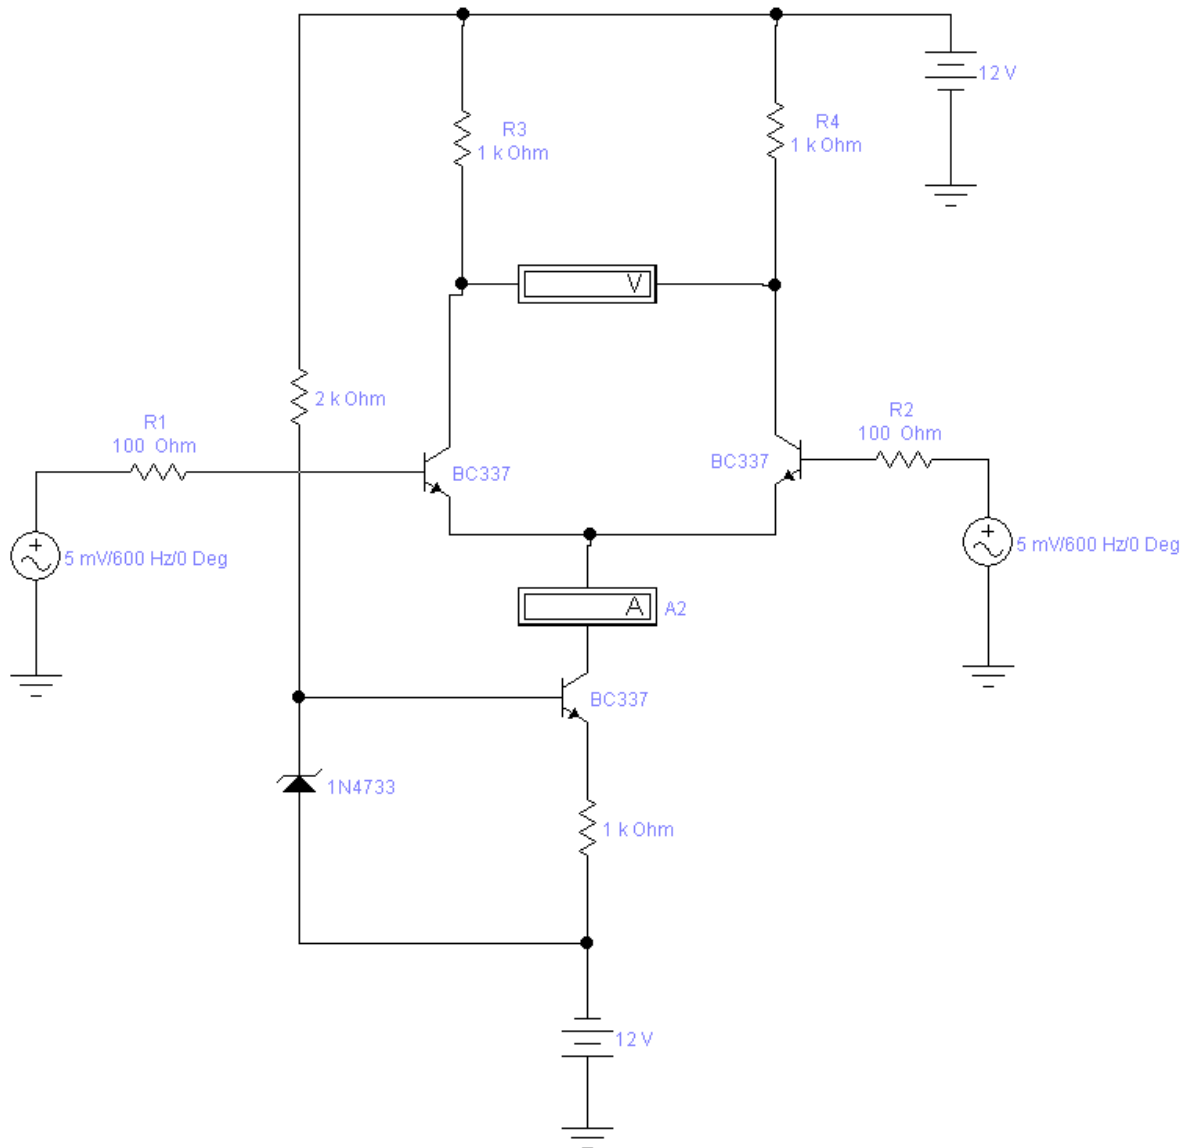 12 V
R3
1 k Ohm
R4
1 k Ohm
V
2 k Ohm
R1
100 Ohm
R2
100 Ohm
BC337
BC337
5 mV/600 Hz/0 Deg
5 mV/600 Hz/0 Deg
A
A2
BC337
1N4733
1 k Ohm
12 V